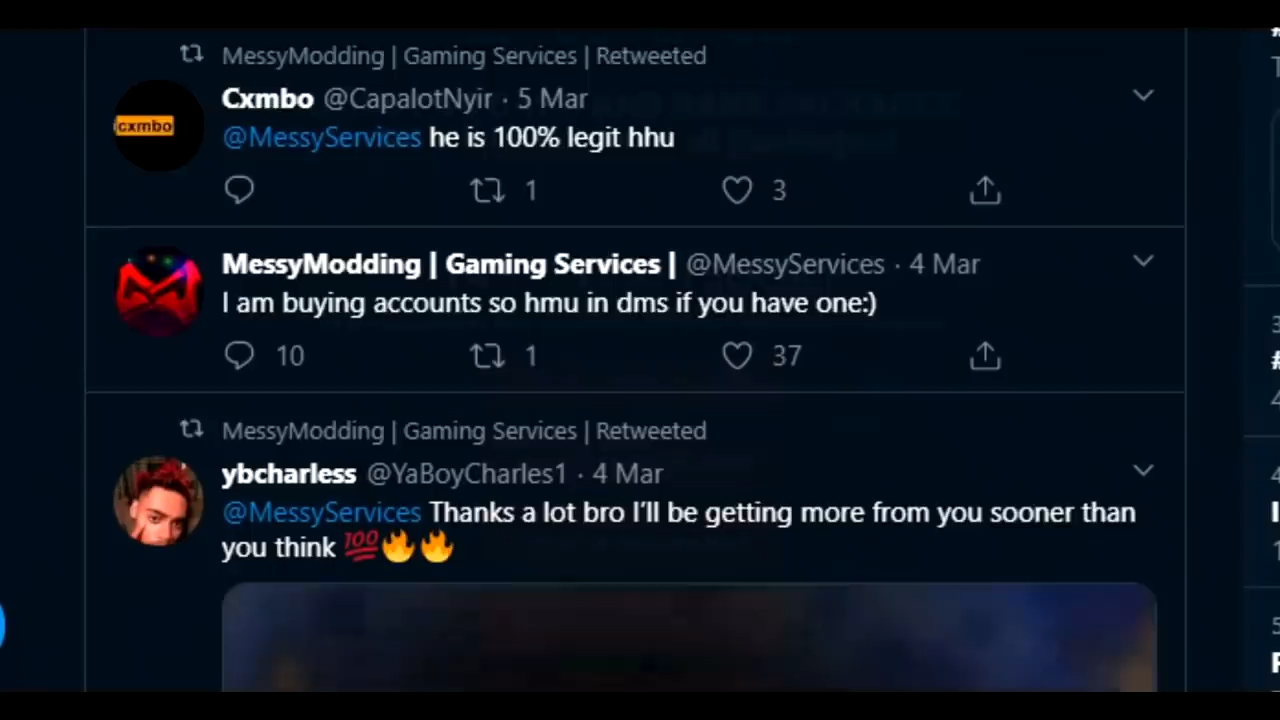 MessyModding | Gaming Services | Retweeted
Cxmbo @CapalotNyir · 5 Mar
cxmbo
@MessyServices he is 100% legit hhu
1 3
MessyModding | Gaming Services | @MessyServices · 4 Mar
I am buying accounts so hmu in dms if you have one:)
10 1 37
MessyModding | Gaming Services | Retweeted
ybcharless @YaBoyCharles1 · 4 Mar
@MessyServices Thanks a lot bro I'll be getting more from you sooner than
you think 💯🔥🔥